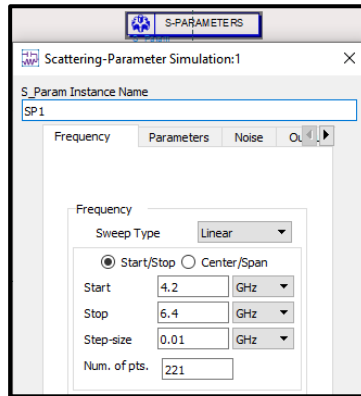 S-PARAMETERS
Scattering-Parameter Simulation:1
S_Param Instance Name
SP1
Frequency Parameters Noise
Frequency
Sweep Type Linear
Start/Stop Center/Span
Start 4.2 GHz
Stop 6.4 GHz
Step-size 0.01 GHz
Num. of pts. 221